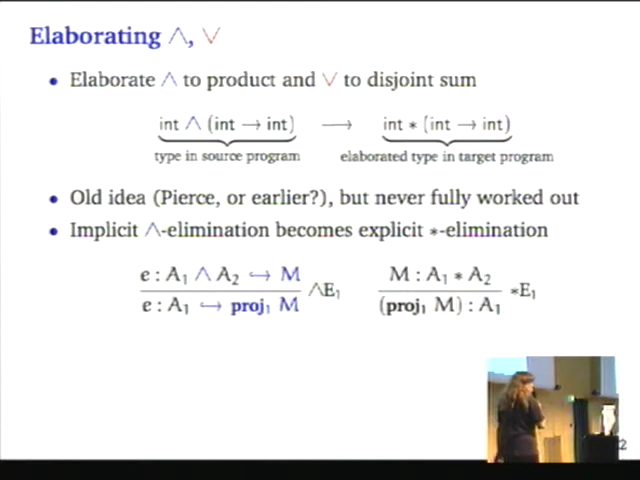 Elaborating ∧, ∨
• Elaborate ∧ to product and ∨ to disjoint sum
int ∧ (int → int) ⟶ int ∗ (int → int)
type in source program elaborated type in target program
• Old idea (Pierce, or earlier?), but never fully worked out
• Implicit ∧-elimination becomes explicit ∗-elimination
e : A₁ ∧ A₂ ↪ M M : A₁ ∗ A₂
∧E₁ ∗E₁
e : A₁ ↪ proj₁ M (proj₁ M) : A₁
2